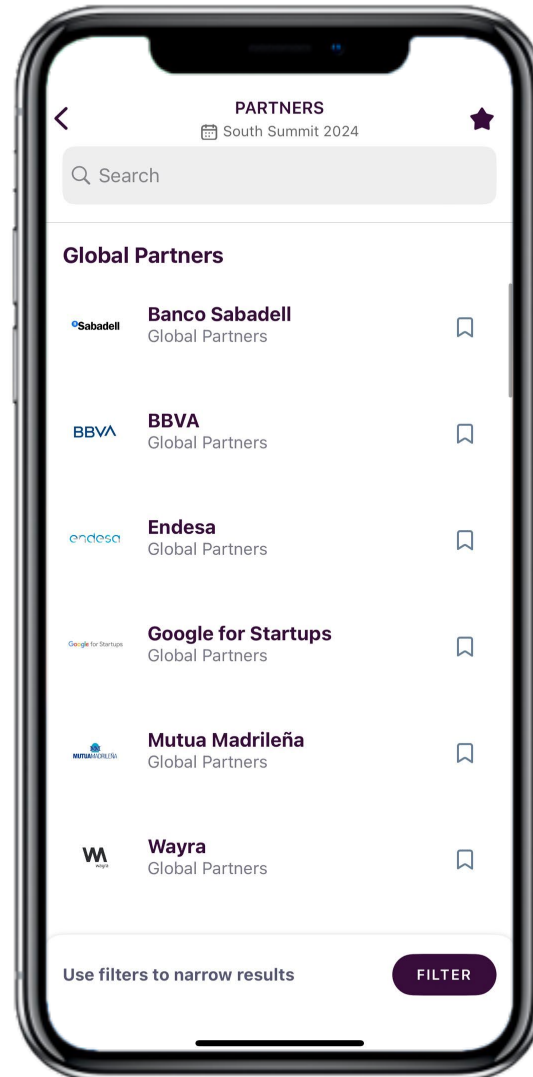 PARTNERS
South Summit 2024
Search
Global Partners
Sabadell
Banco Sabadell
Global Partners
BBVA
BBVA
Global Partners
endesa
Endesa
Global Partners
Google for Startups
Google for Startups
Global Partners
MUTUAMADRILEÑA
Mutua Madrileña
Global Partners
wayra
Wayra
Global Partners
Use filters to narrow results
FILTER